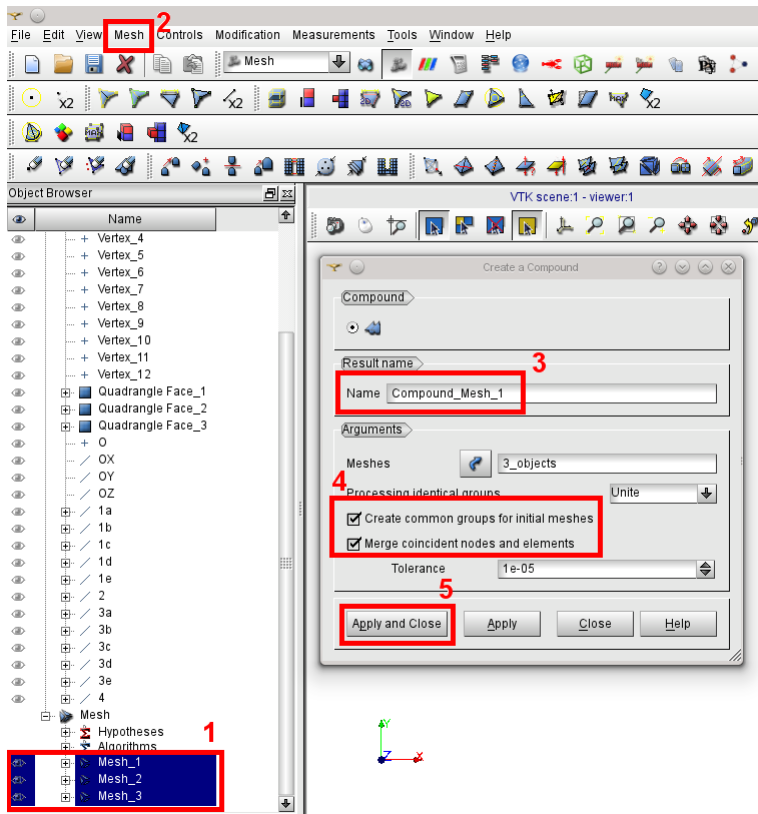 2
File Edit View Mesh Controls Modification Measurements Tools Window Help
Mesh
x2 x2 x2
x2
Object Browser
VTK scene:1 - viewer:1
Name
Vertex_4
Vertex_5
Vertex_6
Vertex_7
Vertex_8
Vertex_9
Vertex_10
Vertex_11
Vertex_12
Quadrangle Face_1
Quadrangle Face_2
Quadrangle Face_3
O
OX
OY
OZ
1a
1b
1c
1d
1e
2
3a
3b
3c
3d
3e
4
Mesh
Hypotheses
Algorithms
1
Mesh_1
Mesh_2
Mesh_3
Create a Compound
Compound
Result name
3
Name Compound_Mesh_1
Arguments
Meshes 3_objects
4
Processing identical groups Unite
Create common groups for initial meshes
Merge coincident nodes and elements
Tolerance 1e-05
5
Apply and Close Apply Close Help
Y
Z X